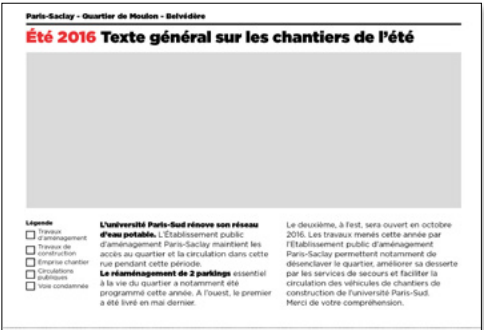 Paris-Saclay - Quartier de Moulon - Belvédère
Été 2016 Texte général sur les chantiers de l'été
Légende
Travaux
d'aménagement
Travaux de
construction
Emprise chantier
Circulations
publiques
Voie condamnée
L'université Paris-Sud rénove son réseau
d'eau potable. L'Établissement public
d'aménagement Paris-Saclay maintient les
accès au quartier et la circulation dans cette
rue pendant cette période.
Le réaménagement de 2 parkings essentiel
à la vie du quartier a notamment été
programmé cette année. A l'ouest, le premier
a été livré en mai dernier.
Le deuxième, à l'est, sera ouvert en octobre
2016. Les travaux menés cette année par
l'Etablissement public d'aménagement
Paris-Saclay permettent notamment de
désenclaver le quartier, améliorer sa desserte
par les services de secours et faciliter la
circulation des véhicules de chantiers de
construction de l'université Paris-Sud.
Merci de votre compréhension.